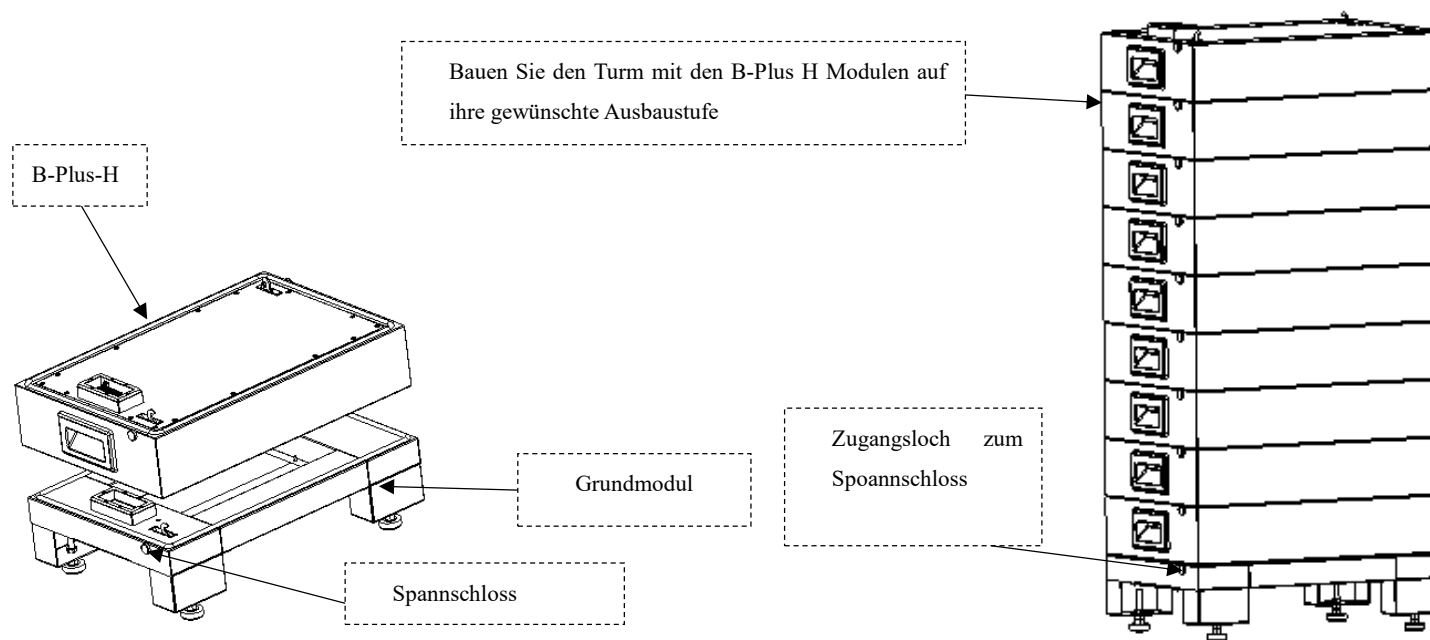 Bauen Sie den Turm mit den B-Plus H Modulen auf
ihre gewünschte Ausbaustufe
B-Plus-H
Zugangsloch zum
Spoannschloss
Grundmodul
Spannschloss